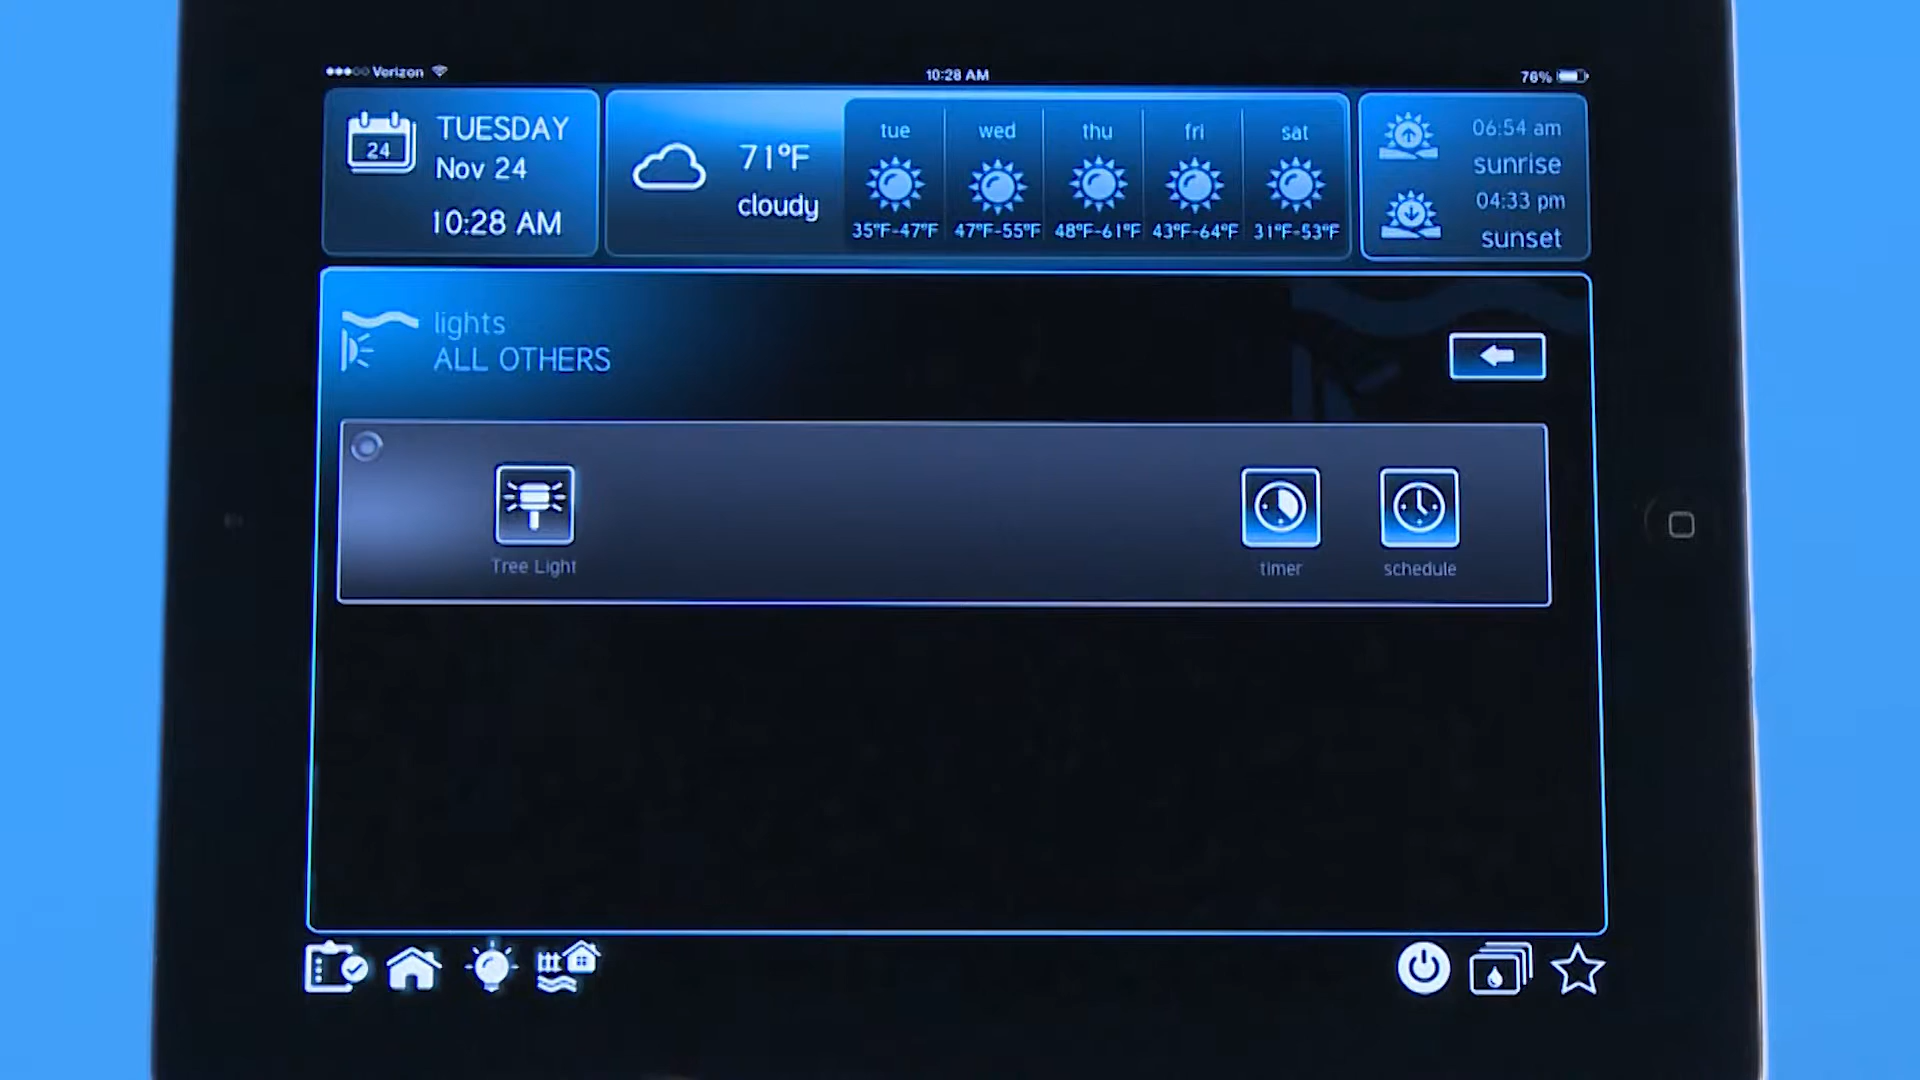 Verizon
10:28 AM
76%
24
TUESDAY
Nov 24
10:28 AM
71°F
cloudy
tue
wed
thu
fri
sat
35°F-47°F
47°F-55°F
48°F-61°F
43°F-64°F
31°F-53°F
06:54 am
sunrise
04:33 pm
sunset
lights
ALL OTHERS
Tree Light
timer
schedule